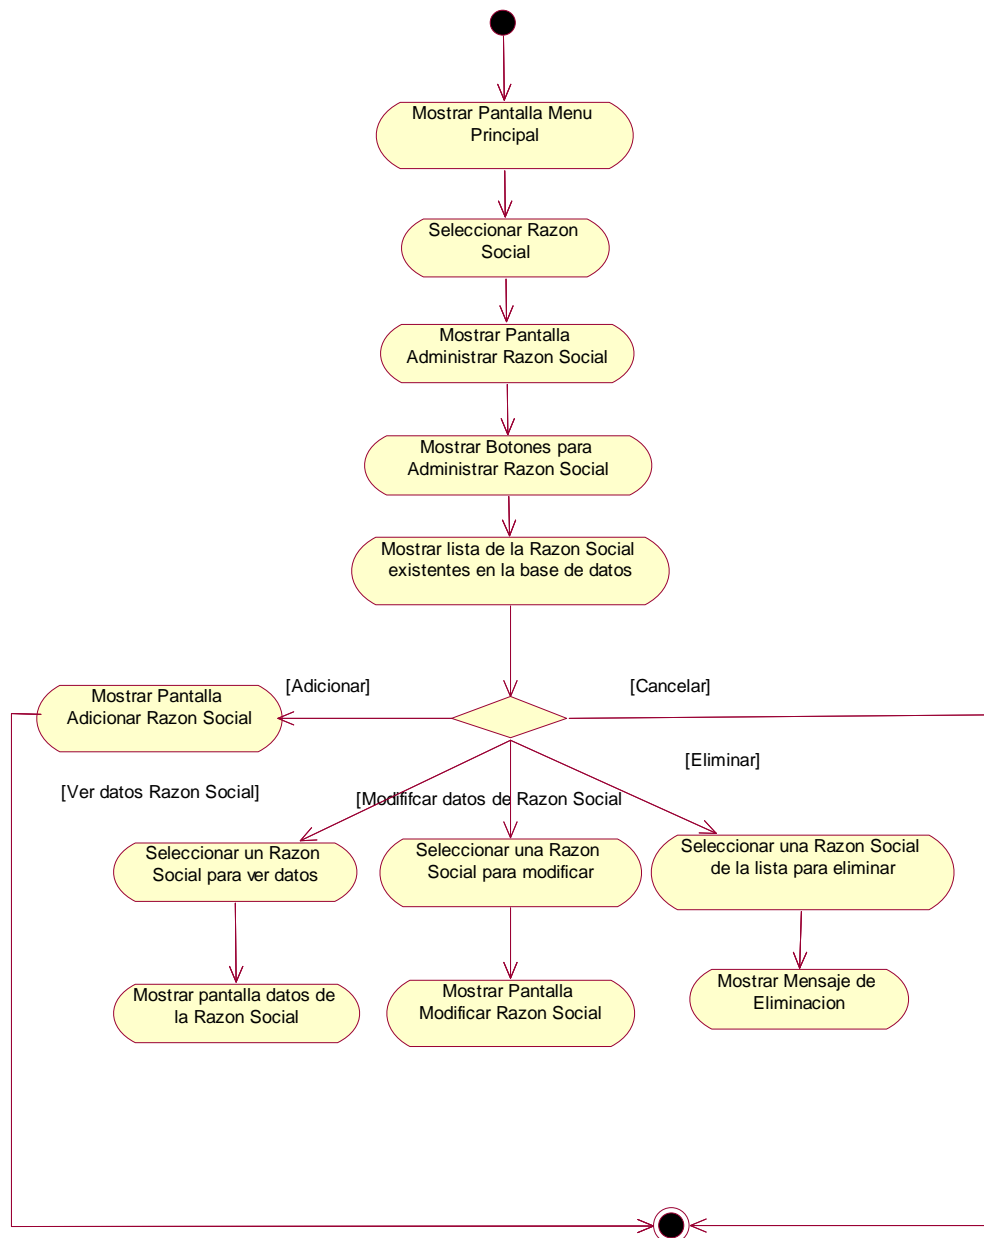 Mostrar Pantalla Menu
Principal
Seleccionar Razon
Social
Mostrar Pantalla
Administrar Razon Social
Mostrar Botones para
Administrar Razon Social
Mostrar lista de la Razon Social
existentes en la base de datos
[Adicionar]
[Cancelar]
Mostrar Pantalla
Adicionar Razon Social
[Eliminar]
[Ver datos Razon Social]
[Modififcar datos de Razon Social
Seleccionar un Razon
Social para ver datos
Seleccionar una Razon
Social para modificar
Seleccionar una Razon Social
de la lista para eliminar
Mostrar pantalla datos de
la Razon Social
Mostrar Pantalla
Modificar Razon Social
Mostrar Mensaje de
Eliminacion